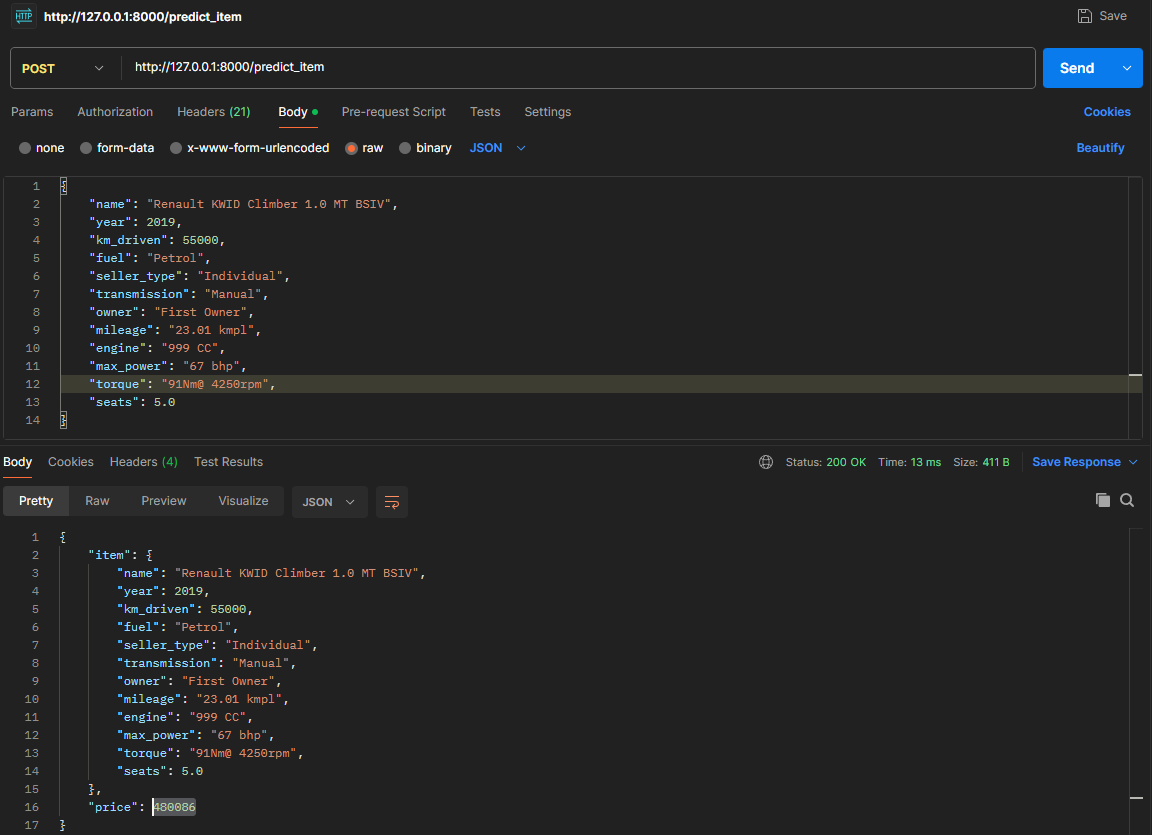 HTTP http://127.0.0.1:8000/predict_item Save
POST http://127.0.0.1:8000/predict_item Send
Params Authorization Headers (21) Body Pre-request Script Tests Settings Cookies
none form-data x-www-form-urlencoded raw binary JSON Beautify
1 {
2 "name": "Renault KWID Climber 1.0 MT BSIV",
3 "year": 2019,
4 "km_driven": 55000,
5 "fuel": "Petrol",
6 "seller_type": "Individual",
7 "transmission": "Manual",
8 "owner": "First Owner",
9 "mileage": "23.01 kmpl",
10 "engine": "999 CC",
11 "max_power": "67 bhp",
12 "torque": "91Nm@ 4250rpm",
13 "seats": 5.0
14 }
Body Cookies Headers (4) Test Results Status: 200 OK Time: 13 ms Size: 411 B Save Response
Pretty Raw Preview Visualize JSON
1 {
2 "item": {
3 "name": "Renault KWID Climber 1.0 MT BSIV",
4 "year": 2019,
5 "km_driven": 55000,
6 "fuel": "Petrol",
7 "seller_type": "Individual",
8 "transmission": "Manual",
9 "owner": "First Owner",
10 "mileage": "23.01 kmpl",
11 "engine": "999 CC",
12 "max_power": "67 bhp",
13 "torque": "91Nm@ 4250rpm",
14 "seats": 5.0
15 },
16 "price": 480086
17 }